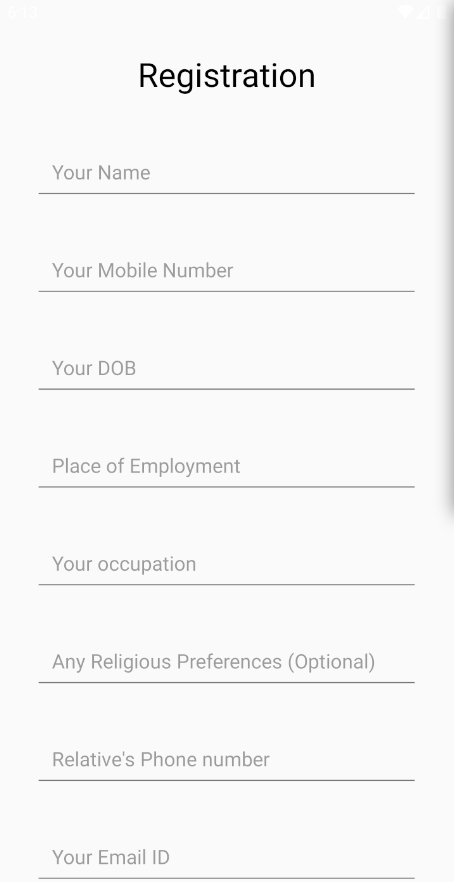 Registration
Your Name
Your Mobile Number
Your DOB
Place of Employment
Your occupation
Any Religious Preferences (Optional)
Relative's Phone number
Your Email ID